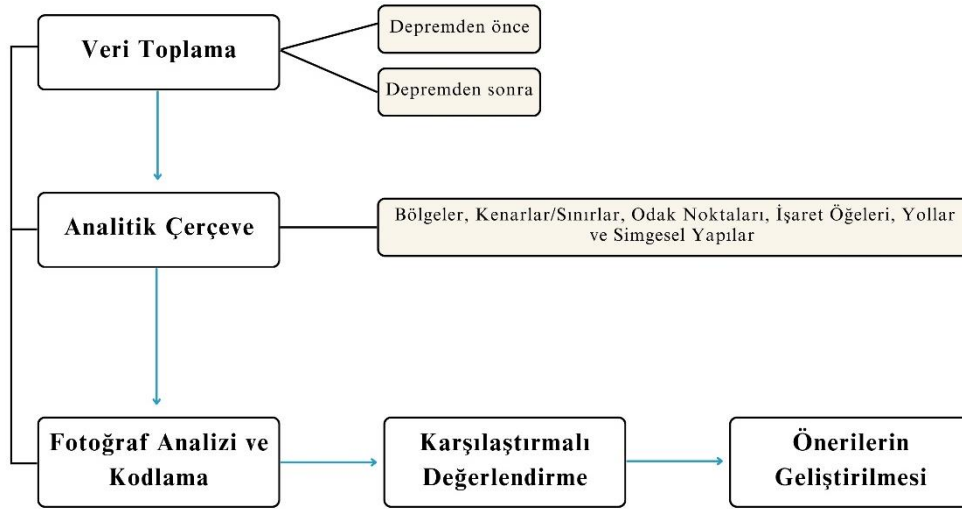 Veri Toplama
Depremden önce
Depremden sonra
Analitik Çerçeve
Bölgeler, Kenarlar/Sınırlar, Odak Noktaları, İşaret Öğeleri, Yollar
ve Simgesel Yapılar
Fotoğraf Analizi ve
Kodlama
Karşılaştırmalı
Değerlendirme
Önerilerin
Geliştirilmesi